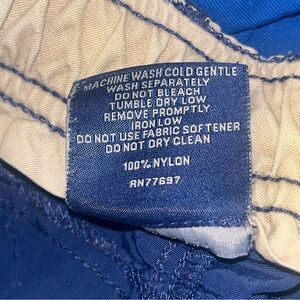 MACHINE WASH COLD GENTLE
WASH SEPARATELY
DO NOT BLEACH
TUMBLE DRY LOW
REMOVE PROMPTLY
IRON LOW
DO NOT USE FABRIC SOFTENER
DO NOT DRY CLEAN
100% NYLON
RN77697